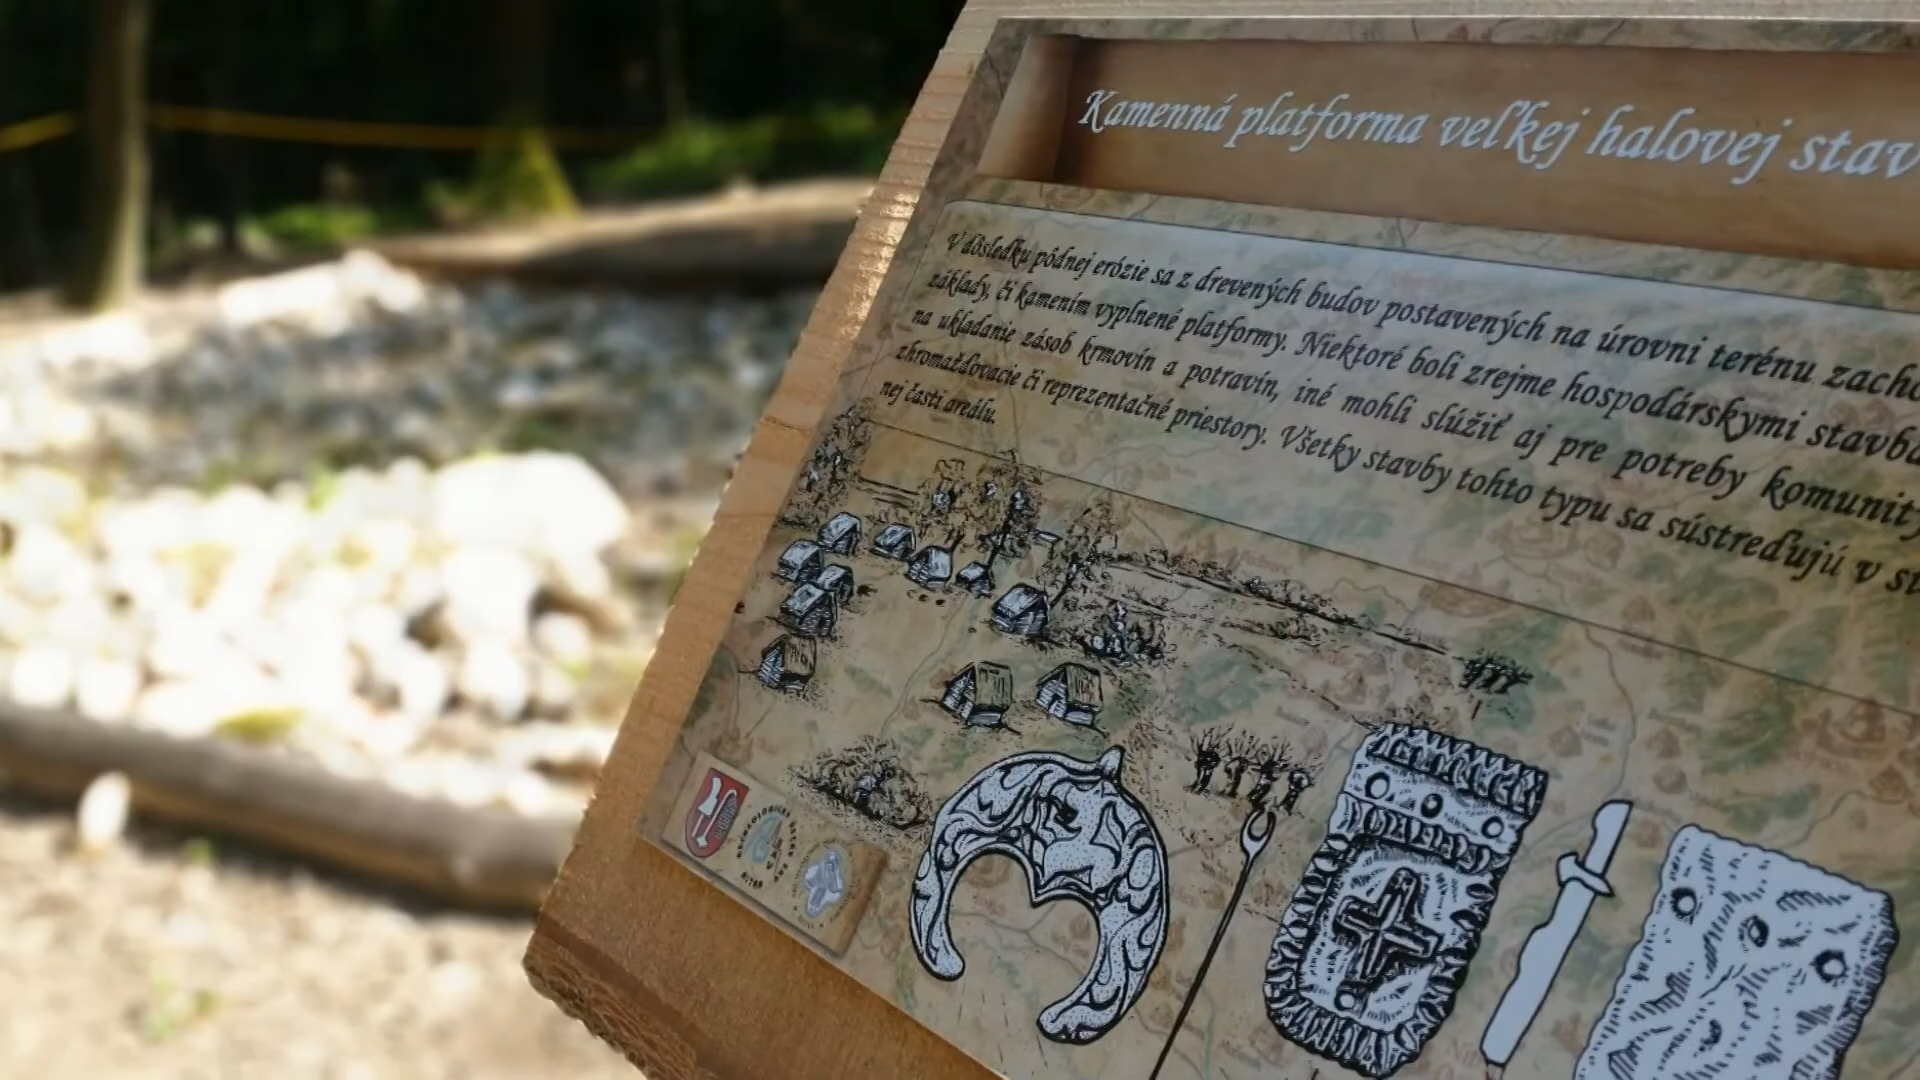 Kamenná platforma veľkej halovej stav
V dôsledku pôdnej erózie sa z drevených budov postavených na úrovni terénu zacho
základy, či kamením vyplnené platformy. Niektoré boli zrejme hospodárskymi stavba
na ukladanie zásob krmovín a potravín, iné mohli slúžiť aj pre potreby komunity
zhromažďovacie či reprezentačné priestory. Všetky stavby tohto typu sa sústreďujú v st
nej časti areálu.